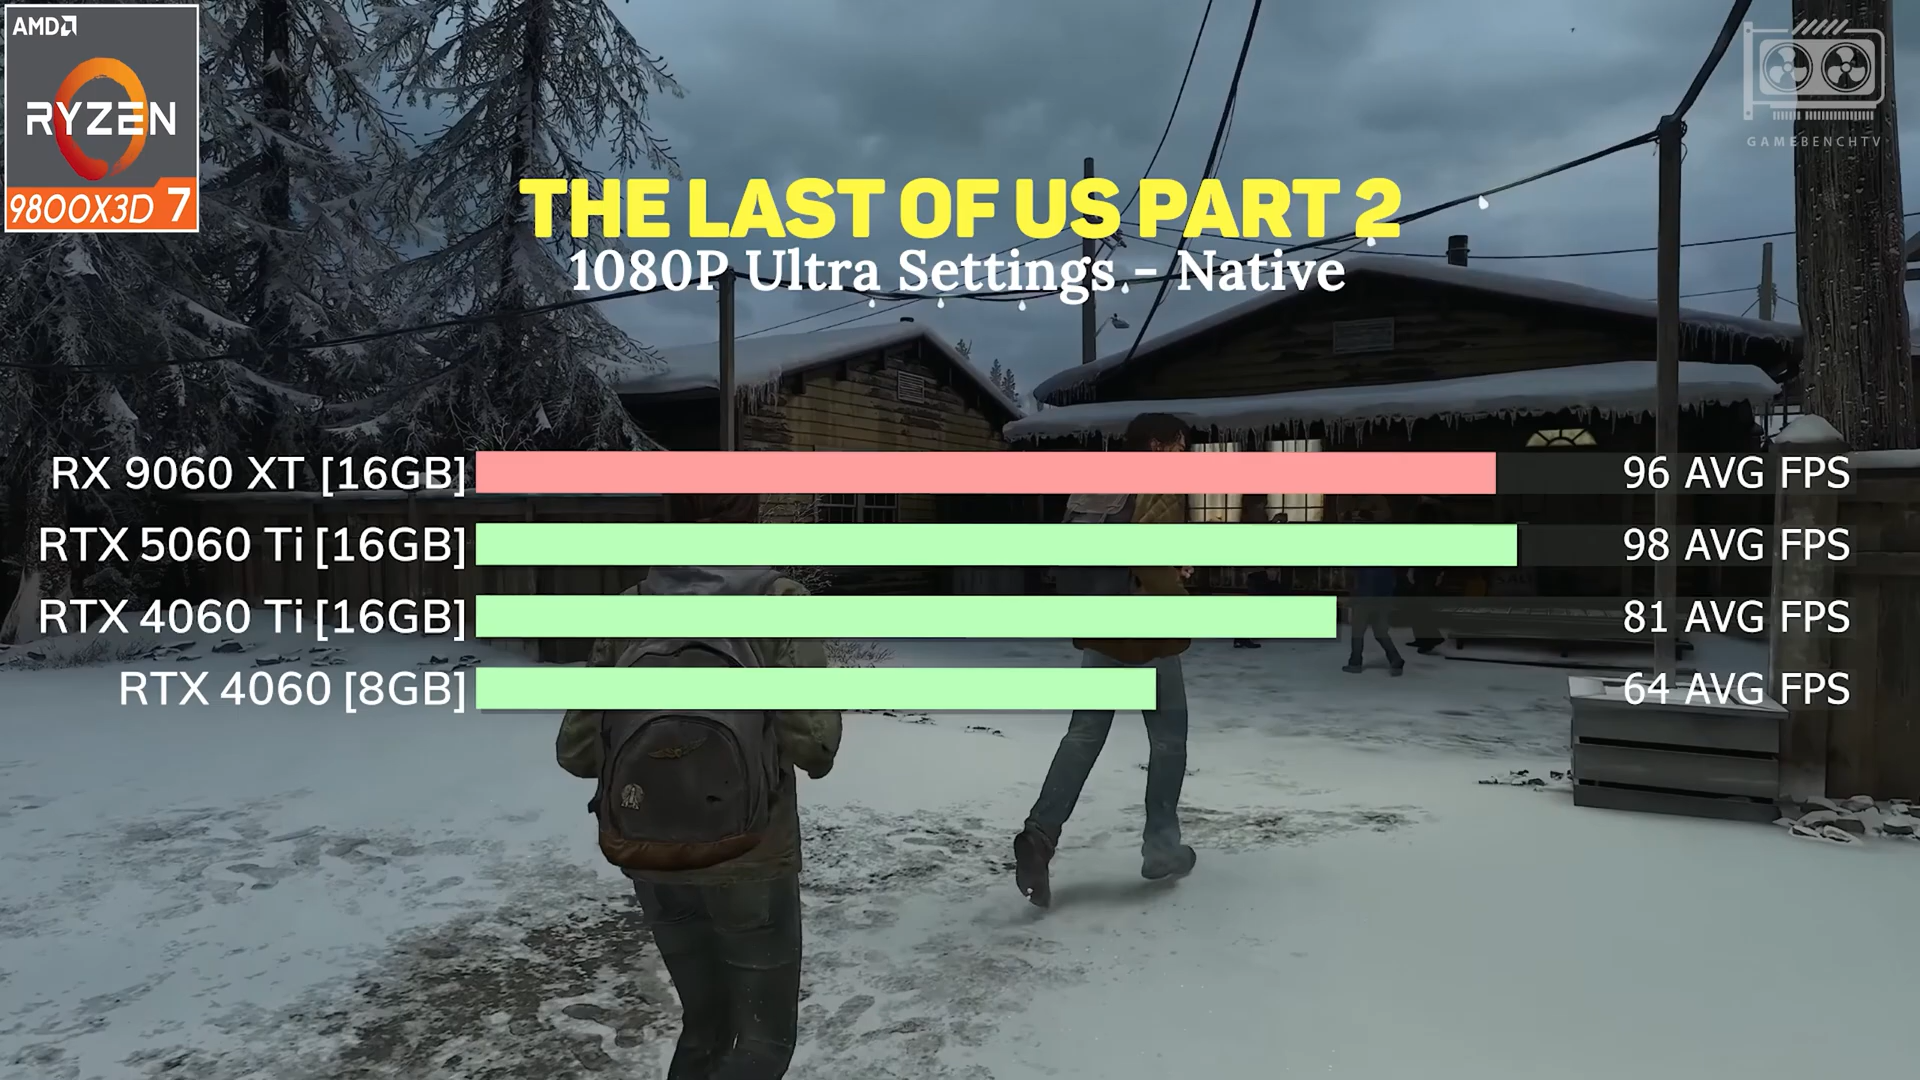 AMD
RYZEN
9800X3D 7
GAMEBENCHTV
THE LAST OF US PART 2
1080P Ultra Settings - Native
RX 9060 XT [16GB] 96 AVG FPS
RTX 5060 Ti [16GB] 98 AVG FPS
RTX 4060 Ti [16GB] 81 AVG FPS
RTX 4060 [8GB] 64 AVG FPS